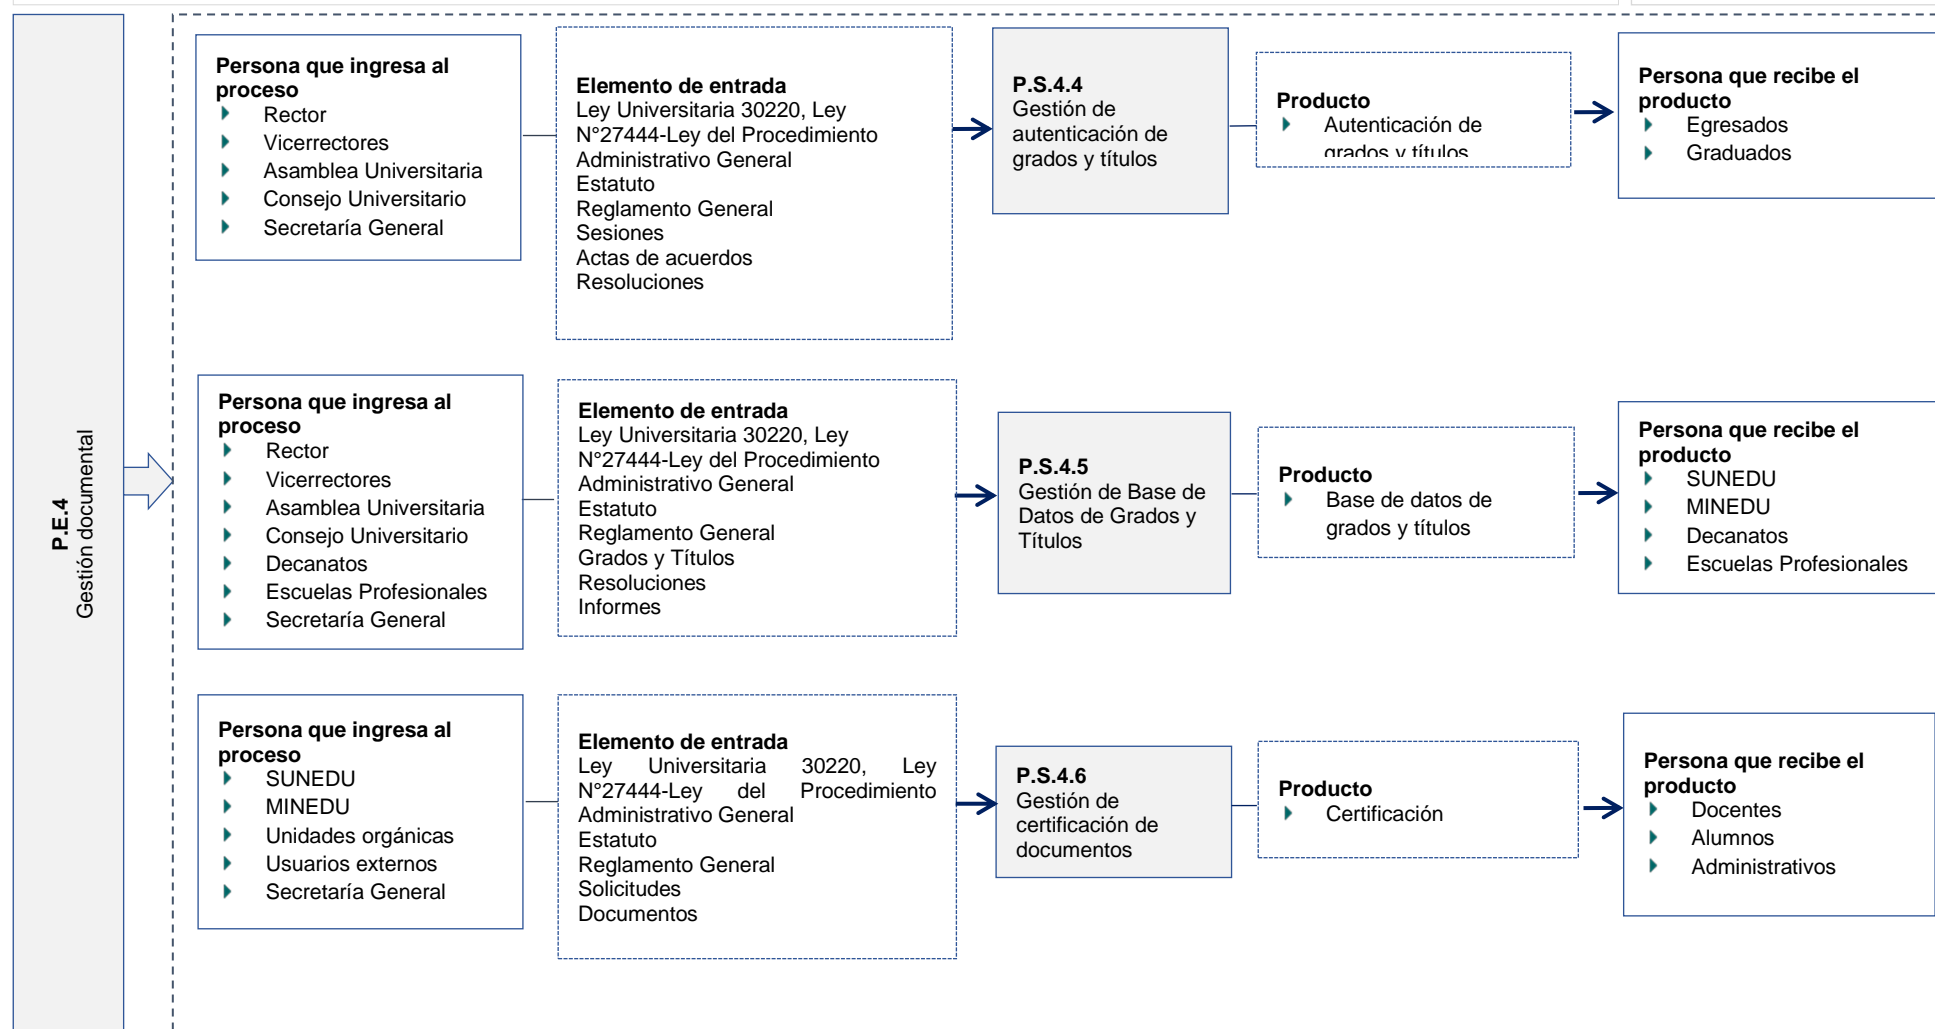 P.E.4
Gestión documental
Persona que ingresa al
proceso
Rector
Vicerrectores
Asamblea Universitaria
Consejo Universitario
Secretaría General
Elemento de entrada
Ley Universitaria 30220, Ley
N°27444-Ley del Procedimiento
Administrativo General
Estatuto
Reglamento General
Sesiones
Actas de acuerdos
Resoluciones
P.S.4.4
Gestión de
autenticación de
grados y títulos
Producto
Autenticación de
grados y títulos
Persona que recibe el
producto
Egresados
Graduados
Persona que ingresa al
proceso
Rector
Vicerrectores
Asamblea Universitaria
Consejo Universitario
Decanatos
Escuelas Profesionales
Secretaría General
Elemento de entrada
Ley Universitaria 30220, Ley
N°27444-Ley del Procedimiento
Administrativo General
Estatuto
Reglamento General
Grados y Títulos
Resoluciones
Informes
P.S.4.5
Gestión de Base de
Datos de Grados y
Títulos
Producto
Base de datos de
grados y títulos
Persona que recibe el
producto
SUNEDU
MINEDU
Decanatos
Escuelas Profesionales
Persona que ingresa al
proceso
SUNEDU
MINEDU
Unidades orgánicas
Usuarios externos
Secretaría General
Elemento de entrada
Ley Universitaria 30220, Ley
N°27444-Ley del Procedimiento
Administrativo General
Estatuto
Reglamento General
Solicitudes
Documentos
P.S.4.6
Gestión de
certificación de
documentos
Producto
Certificación
Persona que recibe el
producto
Docentes
Alumnos
Administrativos